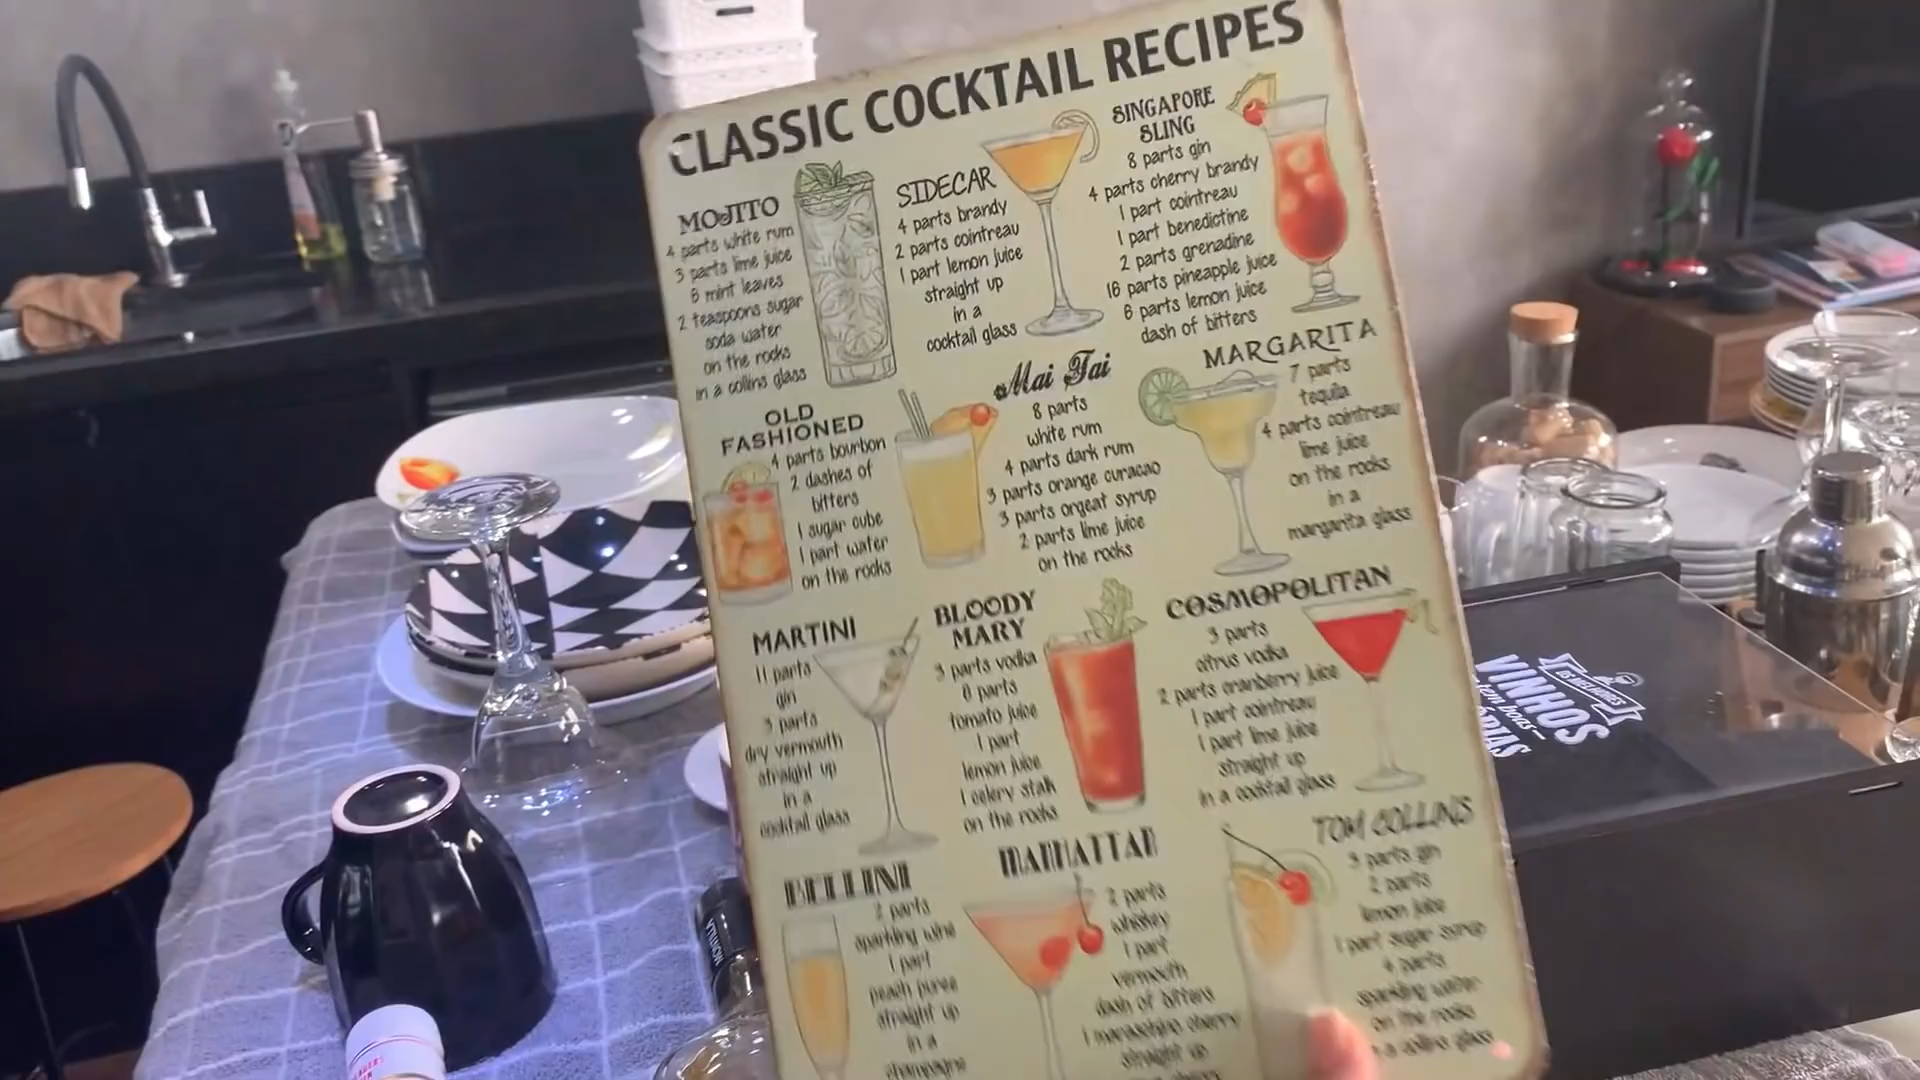 CLASSIC COCKTAIL RECIPES
MOJITO
4 parts white rum
3 parts lime juice
6 mint leaves
2 teaspoons sugar
soda water
on the rocks
in a collins glass
SIDECAR
4 parts brandy
2 parts cointreau
1 part lemon juice
straight up
in a
cocktail glass
SINGAPORE
SLING
8 parts gin
4 parts cherry brandy
1 part cointreau
1 part benedictine
2 parts grenadine
16 parts pineapple juice
6 parts lemon juice
dash of bitters
OLD
FASHIONED
4 parts bourbon
2 dashes of
bitters
1 sugar cube
1 part water
on the rocks
Mai Tai
8 parts
white rum
4 parts dark rum
3 parts orange curacao
3 parts orgeat syrup
2 parts lime juice
on the rocks
MARGARITA
7 parts
tequila
4 parts cointreau
lime juice
on the rocks
in a
margarita glass
MARTINI
11 parts
gin
3 parts
dry vermouth
straight up
in a
cocktail glass
BLOODY
MARY
3 parts vodka
6 parts
tomato juice
1 part
lemon juice
1 celery stalk
on the rocks
COSMOPOLITAN
3 parts
citrus vodka
2 parts cranberry juice
1 part cointreau
1 part lime juice
straight up
in a cocktail glass
BELLINI
2 parts
sparkling wine
1 part
peach puree
straight up
in a
champagne
MANHATTAN
2 parts
whiskey
1 part
vermouth
dash of bitters
1 maraschino cherry
straight up
TOM COLLINS
3 parts gin
2 parts
lemon juice
1 part sugar syrup
4 parts
sparkling water
on the rocks
a collins glass
OS MELHORES
VINHOS
boas
MONTILLA